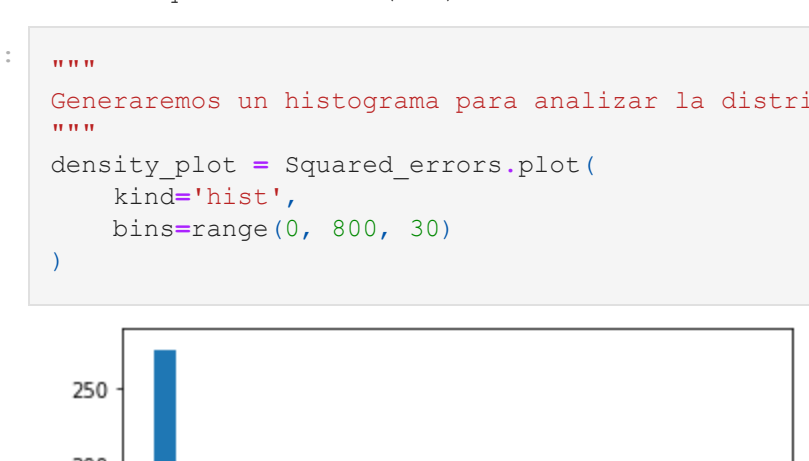 :
"""
Generaremos un histograma para analizar la distri
"""
density_plot = Squared_errors.plot(
    kind='hist',
    bins=range(0, 800, 30)
)
250